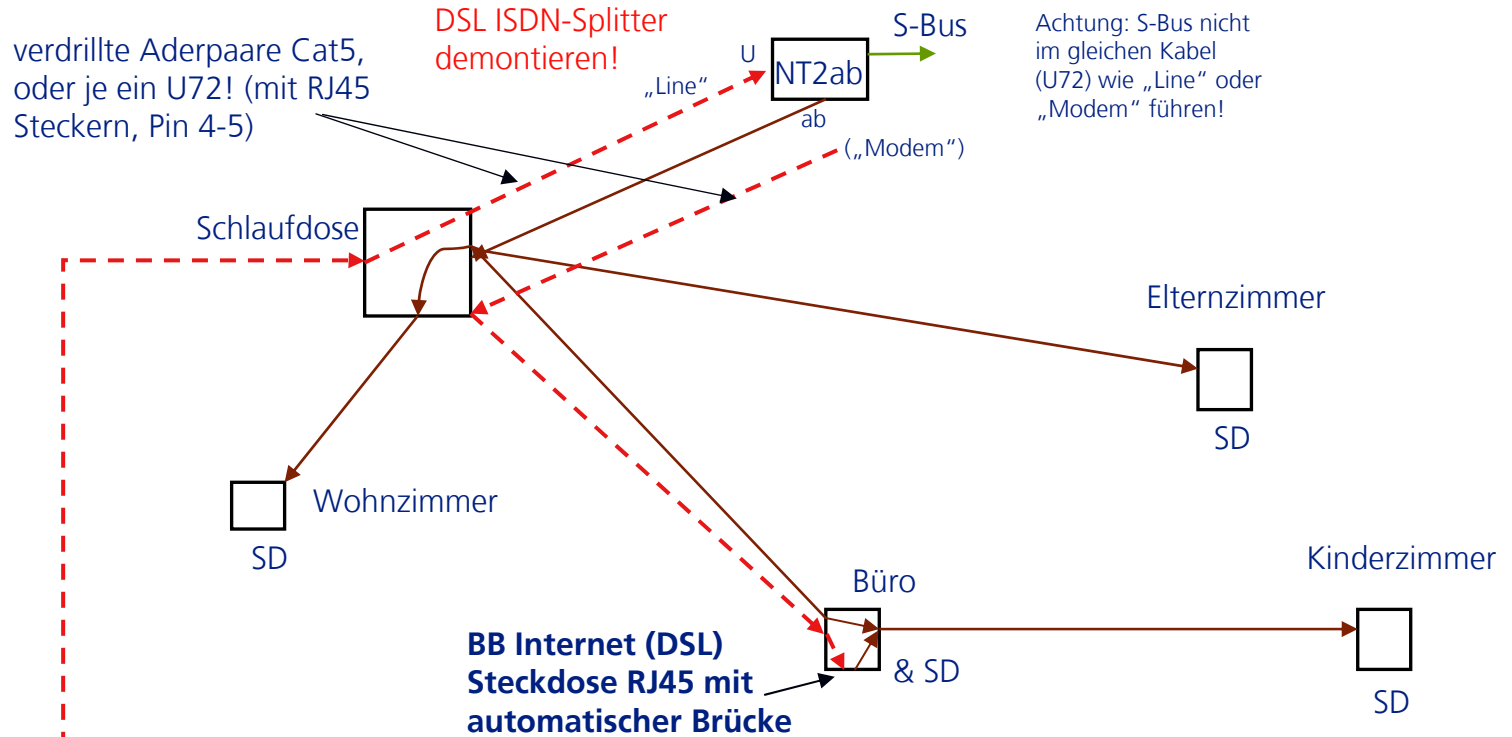 verdrillte Aderpaare Cat5,
oder je ein U72! (mit RJ45
Steckern, Pin 4-5)
DSL ISDN-Splitter
demontieren!
S-Bus
Achtung: S-Bus nicht
im gleichen Kabel
(U72) wie „Line“ oder
„Modem“ führen!
U
NT2ab
„Line“
ab
(„Modem“)
Schlaufdose
Elternzimmer
SD
Wohnzimmer
SD
Büro
Kinderzimmer
BB Internet (DSL)
Steckdose RJ45 mit
automatischer Brücke
& SD
SD